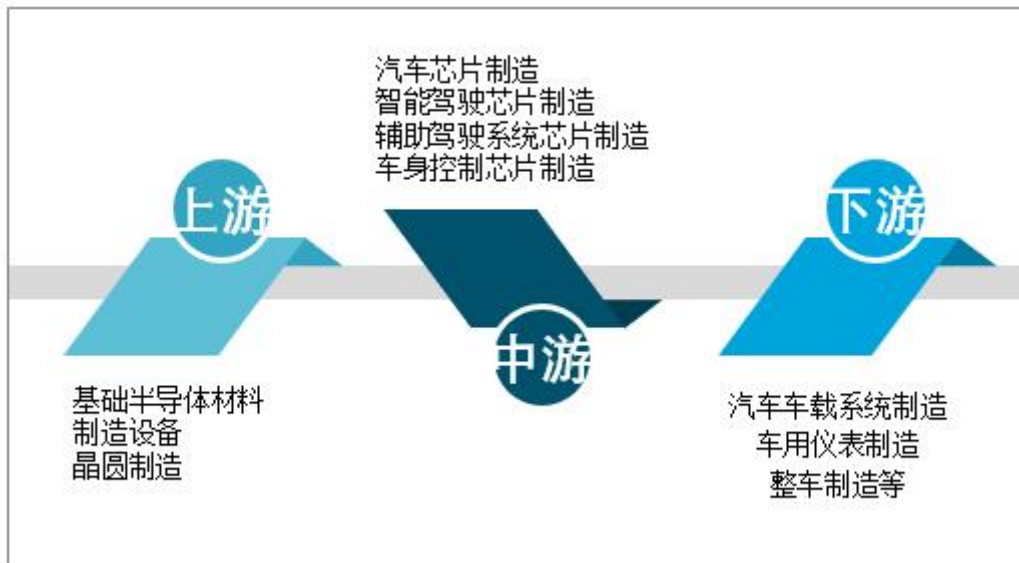 上游
基础半导体材料
制造设备
晶圆制造
汽车芯片制造
智能驾驶芯片制造
辅助驾驶系统芯片制造
车身控制芯片制造
中游
下游
汽车车载系统制造
车用仪表制造
整车制造等